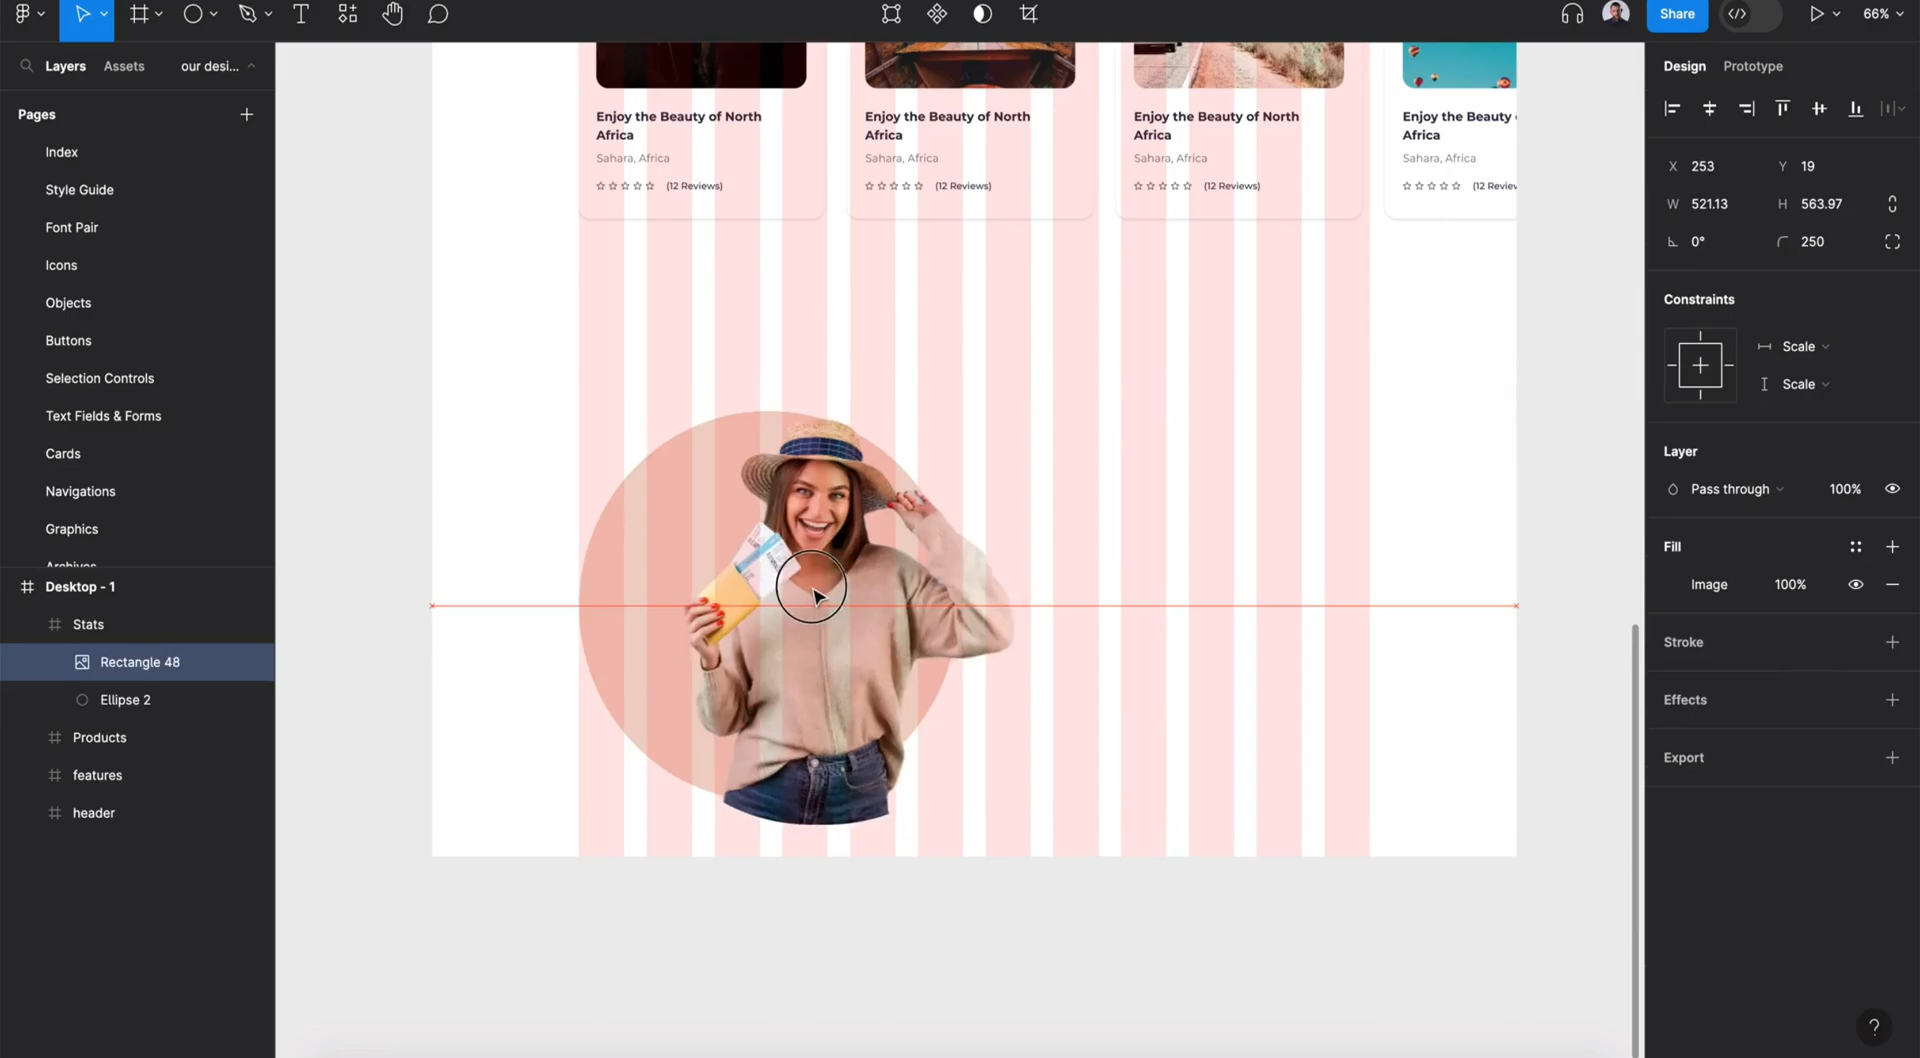 Share
66%
Layers
Assets
our desi...
Pages
Index
Style Guide
Font Pair
Icons
Objects
Buttons
Selection Controls
Text Fields & Forms
Cards
Navigations
Graphics
Archives
Desktop - 1
Stats
Rectangle 48
Ellipse 2
Products
features
header
Enjoy the Beauty of North
Africa
Sahara, Africa
(12 Reviews)
Enjoy the Beauty of North
Africa
Sahara, Africa
(12 Reviews)
Enjoy the Beauty of North
Africa
Sahara, Africa
(12 Reviews)
Enjoy the Beauty
Africa
Sahara, Africa
(12 Review
Design
Prototype
X 253
Y 19
W 521.13
H 563.97
0°
250
Constraints
Scale
Scale
Layer
Pass through
100%
Fill
Image
100%
Stroke
Effects
Export
?